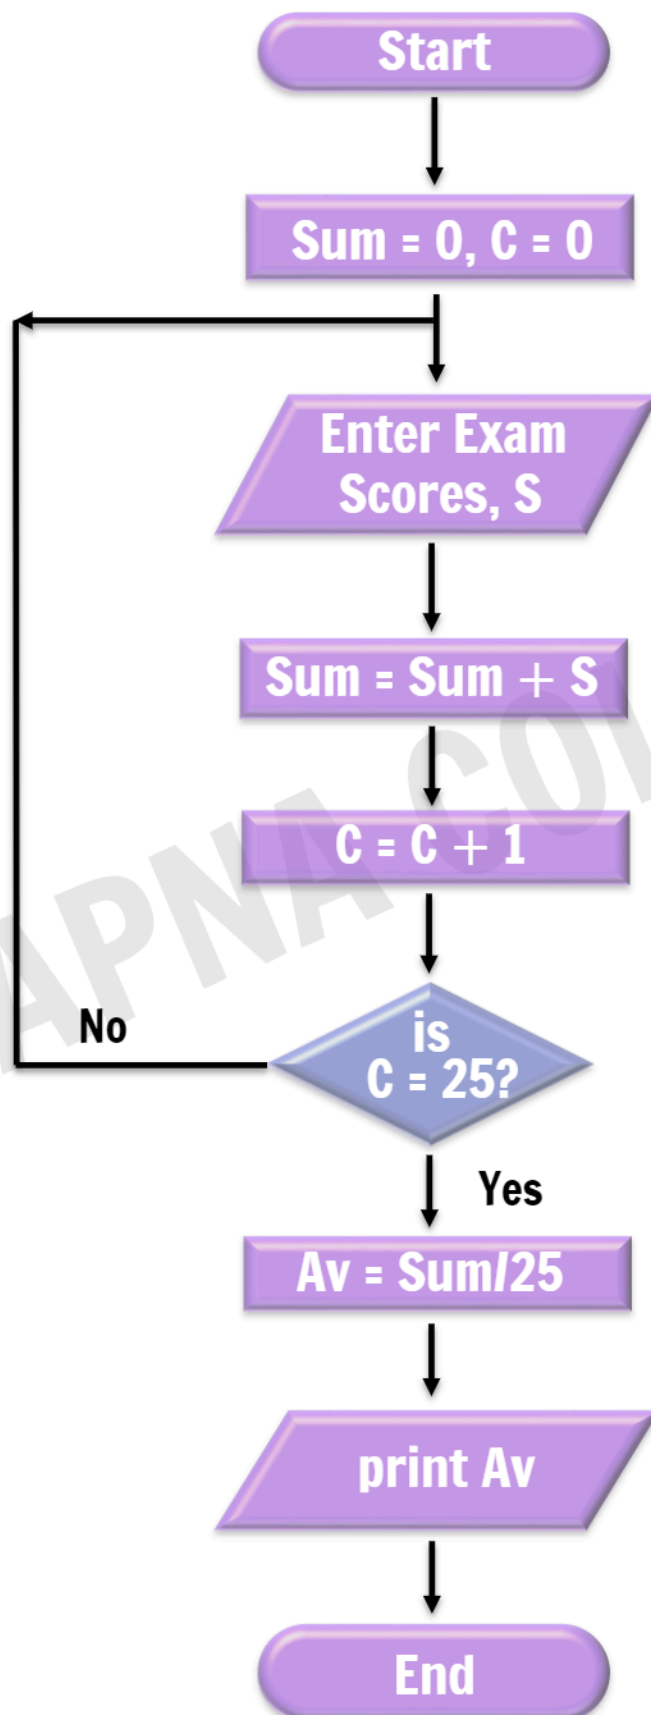 Start
Sum = 0, C = 0
Enter Exam
Scores, S
Sum = Sum + S
C = C + 1
is
C = 25?
No
Yes
Av = Sum/25
print Av
End
APNA